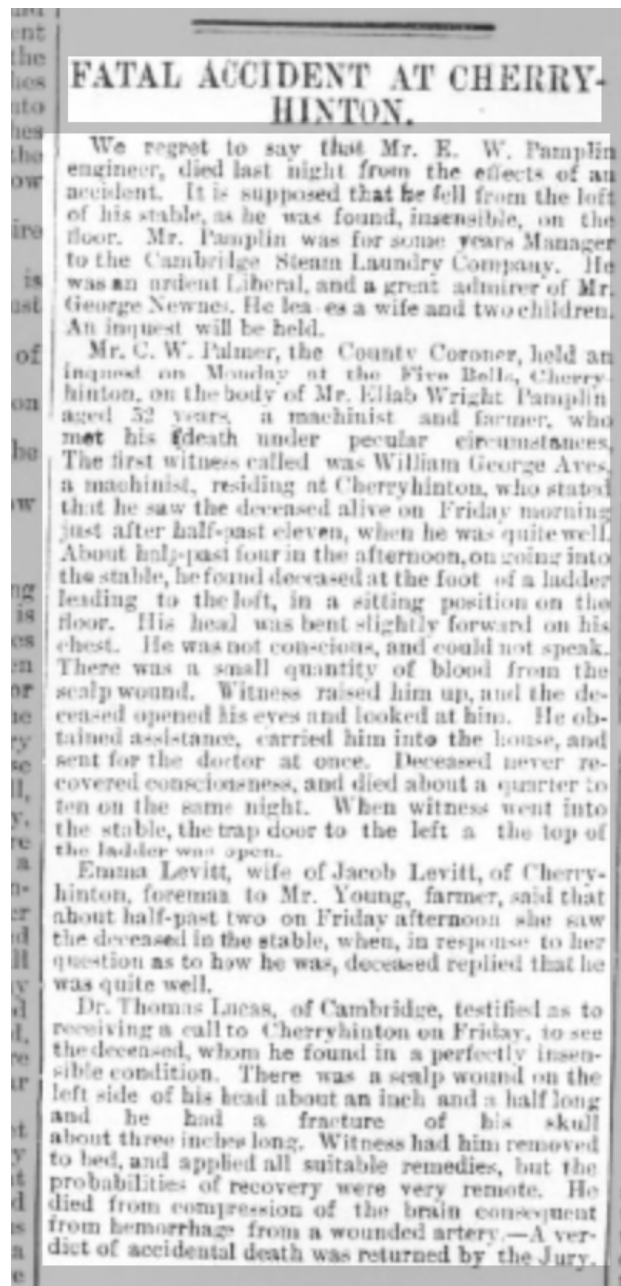 FATAL ACCIDENT AT CHERRY-
HINTON.
We regret to say that Mr. E. W. Pamplin
engineer, died last night from the effects of an
accident. It is supposed that he fell from the loft
of his stable, as he was found, insensible, on the
floor. Mr. Pamplin was for some years Manager
to the Cambridge Steam Laundry Company. He
was an ardent Liberal, and a great admirer of Mr.
George Newnes. He lea es a wife and two children.
An inquest will be held.
Mr. C. W. Palmer, the County Coroner, held an
inquest on Monday at the Five Bells, Cherry-
hinton, on the body of Mr. Eliab Wright Pamplin
aged 52 years, a machinist and farmer, who
met his death under pecular circumstances.
The first witness called was William George Aves,
a machinist, residing at Cherryhinton, who stated
that he saw the deceased alive on Friday morning
just after half-past eleven, when he was quite well.
About half-past four in the afternoon, on going into
the stable, he found deceased at the foot of a ladder
leading to the loft, in a sitting position on the
floor. His heal was bent slightly forward on his
chest. He was not conscious, and could not speak.
There was a small quantity of blood from the
scalp wound. Witness raised him up, and the de-
ceased opened his eyes and looked at him. He ob-
tained assistance, carried him into the house, and
sent for the doctor at once. Deceased never re-
covered consciousness, and died about a quarter to
ten on the same night. When witness went into
the stable, the trap door to the left a the top of
the ladder was open.
Emma Levitt, wife of Jacob Levitt, of Cherry-
hinton, foreman to Mr. Young, farmer, said that
about half-past two on Friday afternoon she saw
the deceased in the stable, when, in response to her
question as to how he was, deceased replied that he
was quite well.
Dr. Thomas Lucas, of Cambridge, testified as to
receiving a call to Cherryhinton on Friday, to see
the deceased, whom he found in a perfectly insen-
sible condition. There was a scalp wound on the
left side of his head about an inch and a half long
and he had a fracture of his skull
about three inches long. Witness had him removed
to bed, and applied all suitable remedies, but the
probabilities of recovery were very remote. He
died from compression of the brain consequent
from hemorrhage from a wounded artery.—A ver-
dict of accidental death was returned by the Jury.